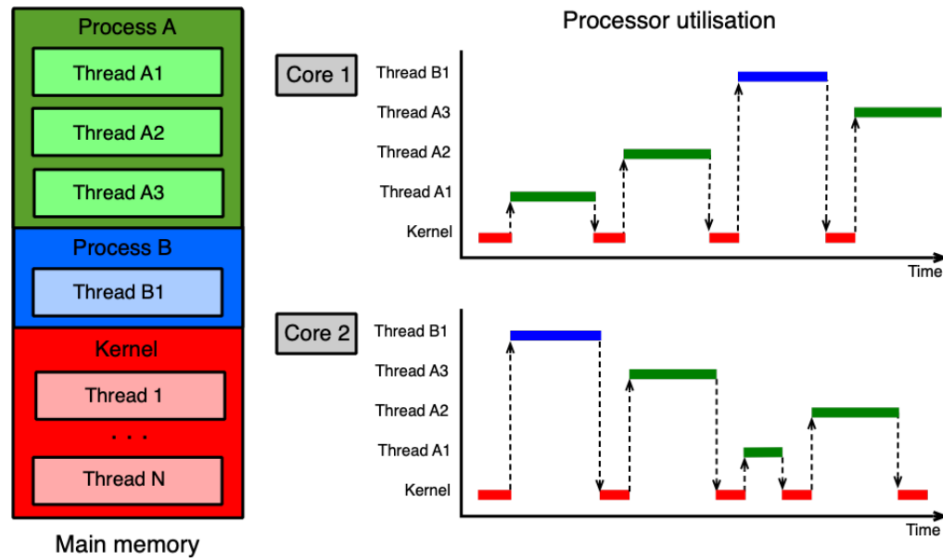 Process A
Thread A1
Thread A2
Thread A3
Process B
Thread B1
Kernel
Thread 1
. . .
Thread N
Main memory
Processor utilisation
Core 1
Thread B1
Thread A3
Thread A2
Thread A1
Kernel
Time
Core 2
Thread B1
Thread A3
Thread A2
Thread A1
Kernel
Time